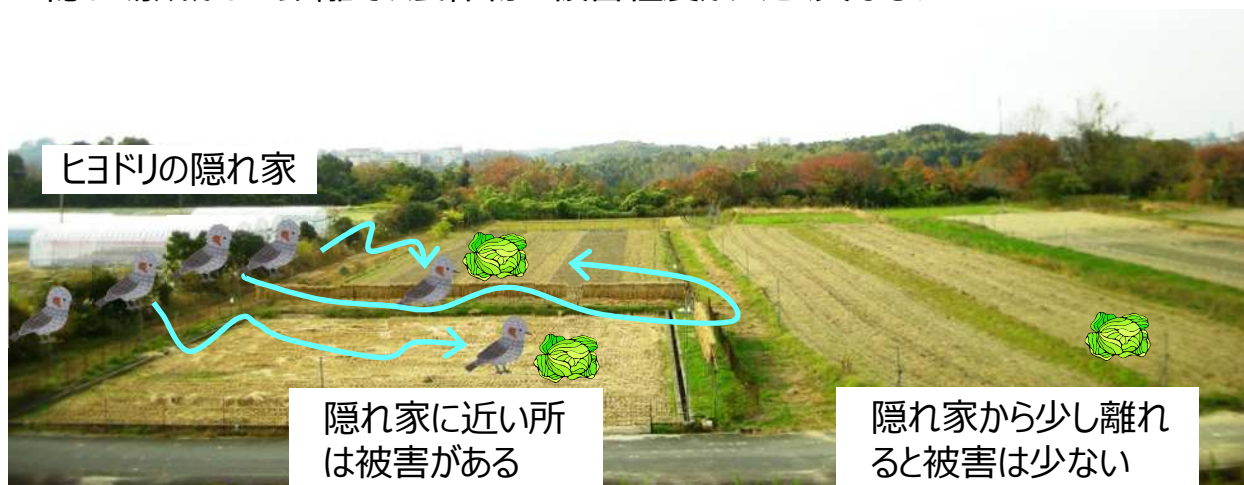 ヒヨドリの隠れ家
隠れ家に近い所
は被害がある
隠れ家から少し離れ
ると被害は少ない